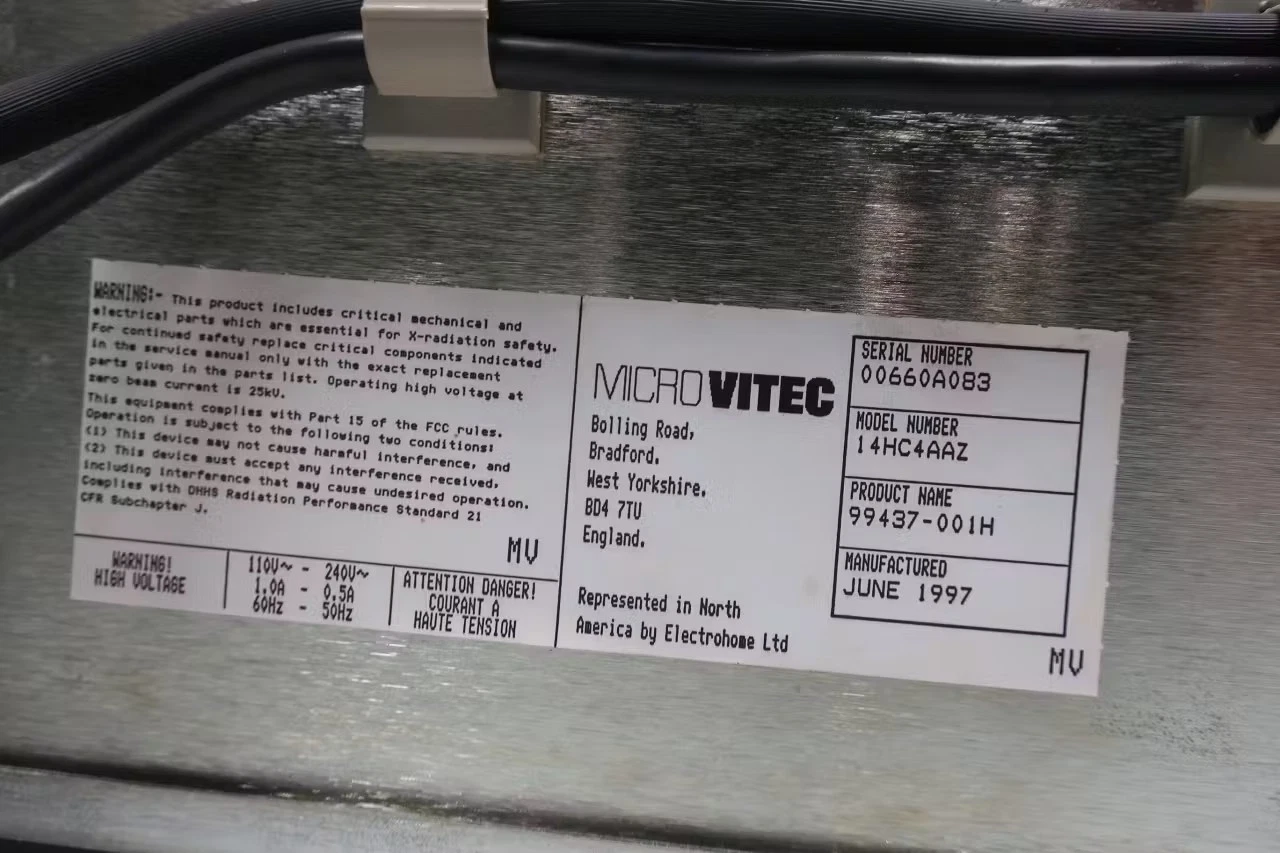 WARNING:- This product includes critical mechanical and
electrical parts which are essential for X-radiation safety.
For continued safety replace critical components indicated
in the service manual only with the exact replacement
parts given in the parts list. Operating high voltage at
zero beam current is 25kV.
This equipment complies with Part 15 of the FCC rules.
Operation is subject to the following two conditions:
(1) This device may not cause harmful interference, and
(2) This device must accept any interference received,
including interference that may cause undesired operation.
Complies with DHHS Radiation Performance Standard 21
CFR Subchapter J.
MV
WARNING!
HIGH VOLTAGE
110V~ - 240V~
1.0A - 0.5A
60Hz - 50Hz
ATTENTION DANGER!
COURANT A
HAUTE TENSION
MICROVITEC
Bolling Road,
Bradford.
West Yorkshire.
BD4 7TU
England.
Represented in North
America by Electrohome Ltd
SERIAL NUMBER
00660A083
MODEL NUMBER
14HC4AAZ
PRODUCT NAME
99437-001H
MANUFACTURED
JUNE 1997
MV